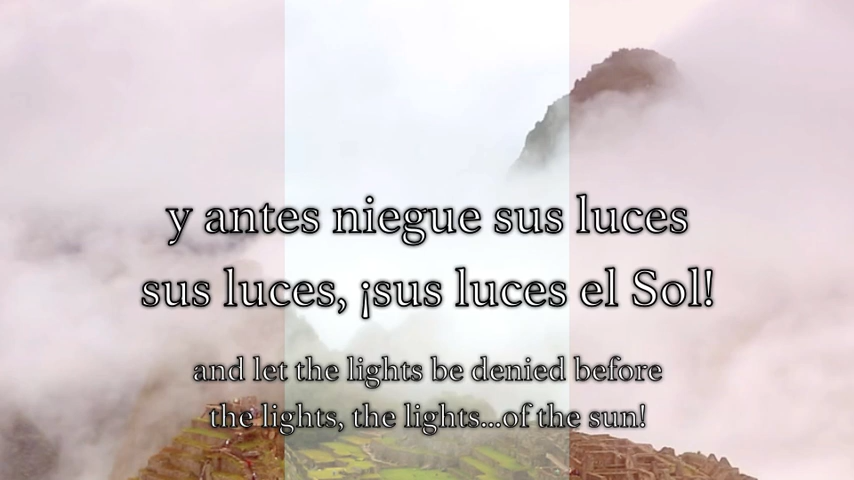 y antes niegue sus luces
sus luces, ¡sus luces el Sol!
and let the lights be denied before
the lights, the lights...of the sun!